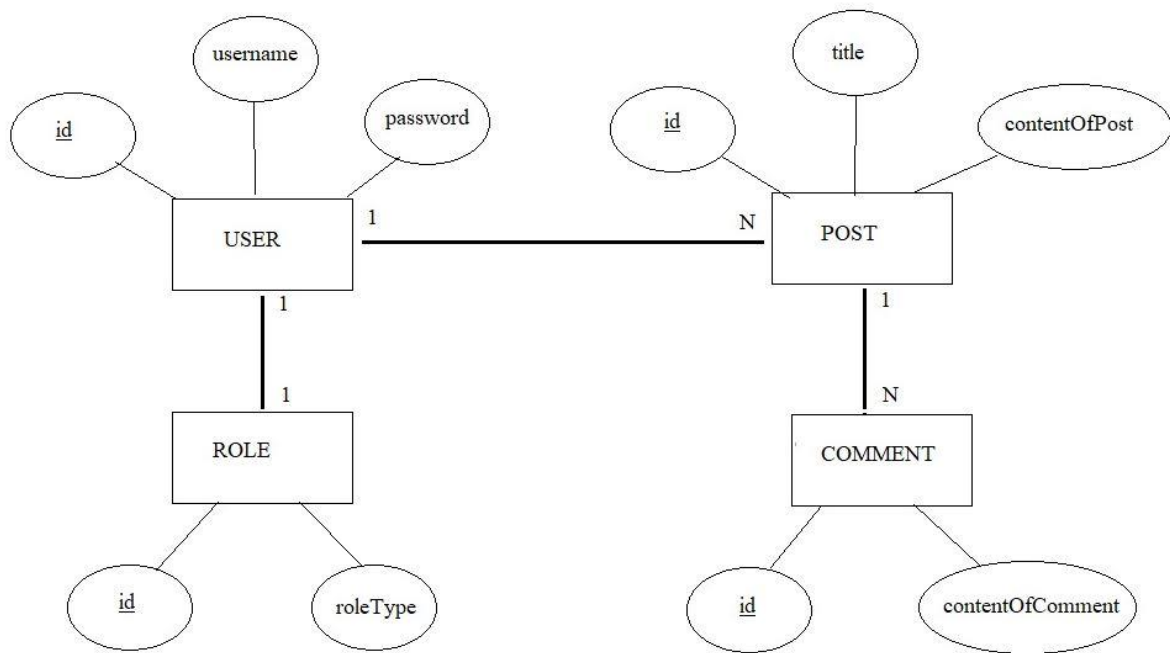 username
id
password
USER
1
1
1
ROLE
id
roleType
title
id
contentOfPost
N
POST
1
N
COMMENT
id
contentOfComment